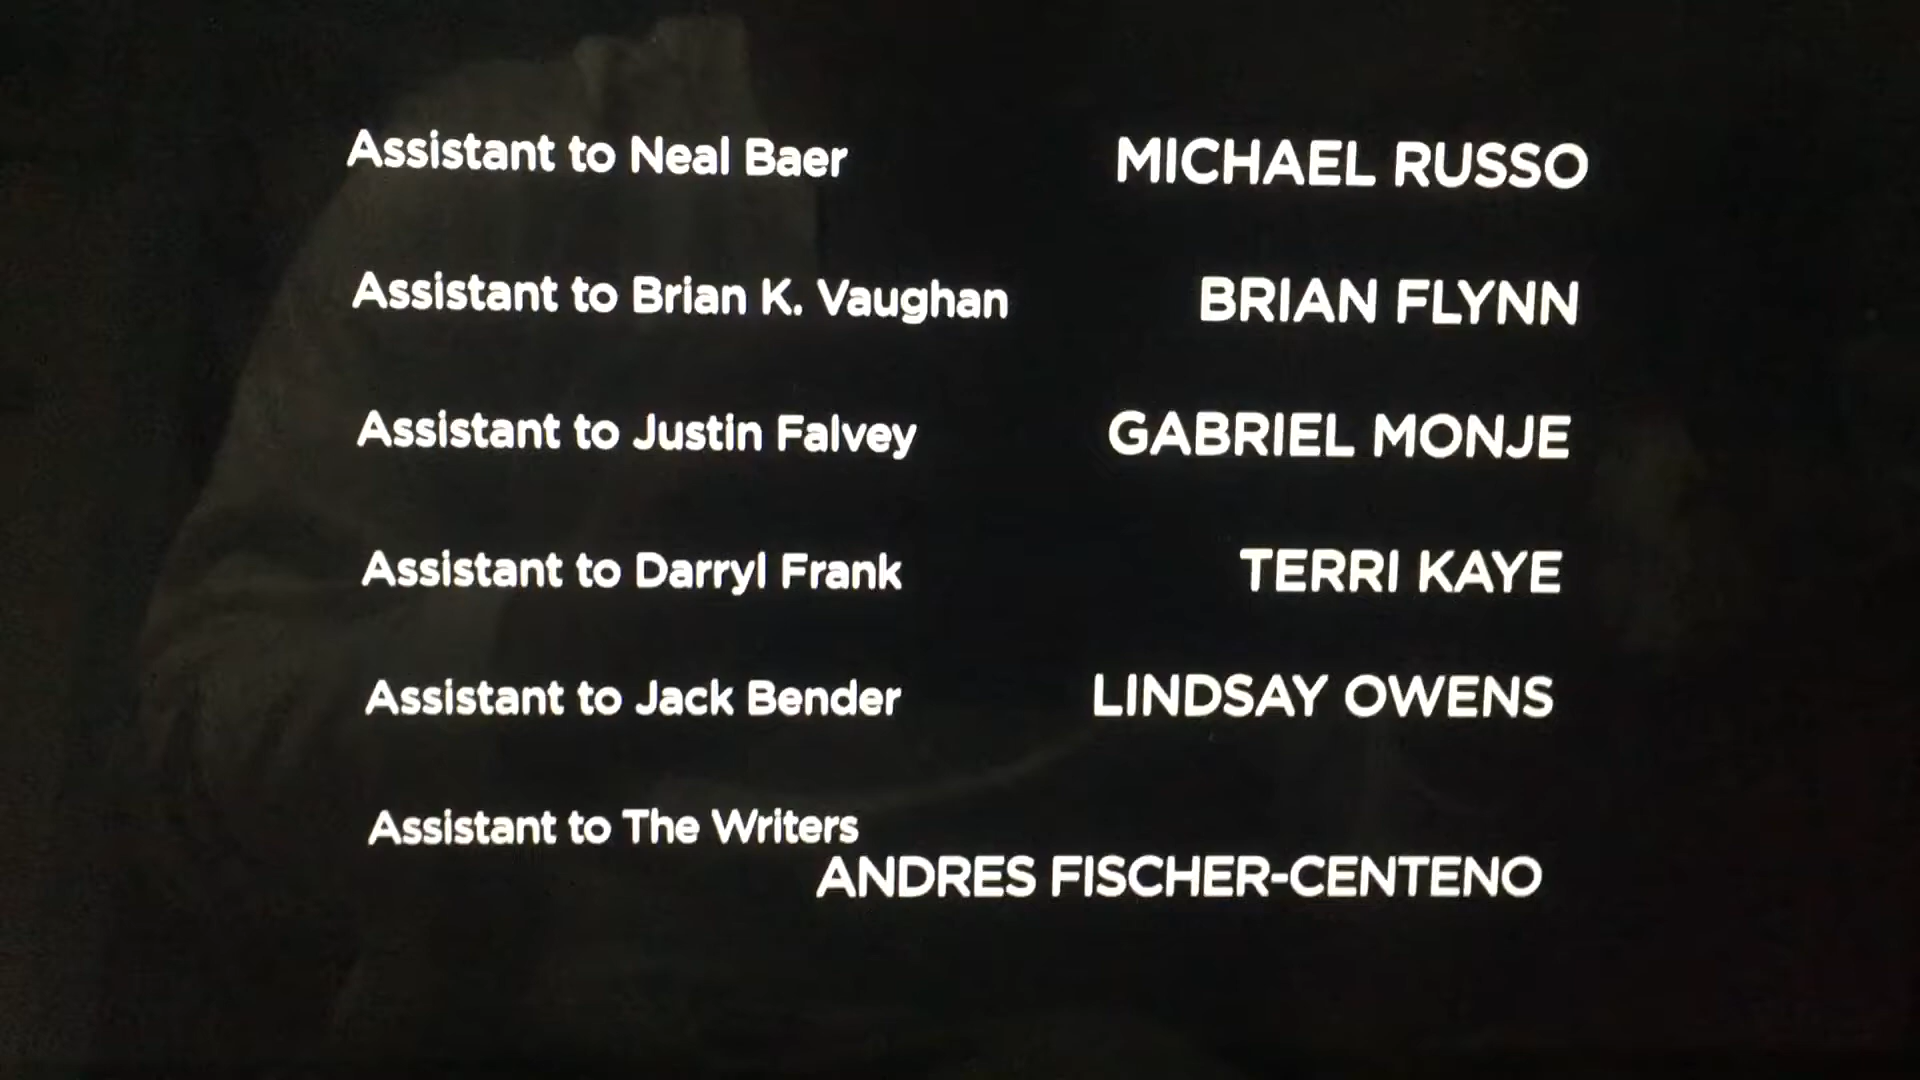 Assistant to Neal Baer MICHAEL RUSSO
Assistant to Brian K. Vaughan BRIAN FLYNN
Assistant to Justin Falvey GABRIEL MONJE
Assistant to Darryl Frank TERRI KAYE
Assistant to Jack Bender LINDSAY OWENS
Assistant to The Writers
ANDRES FISCHER-CENTENO